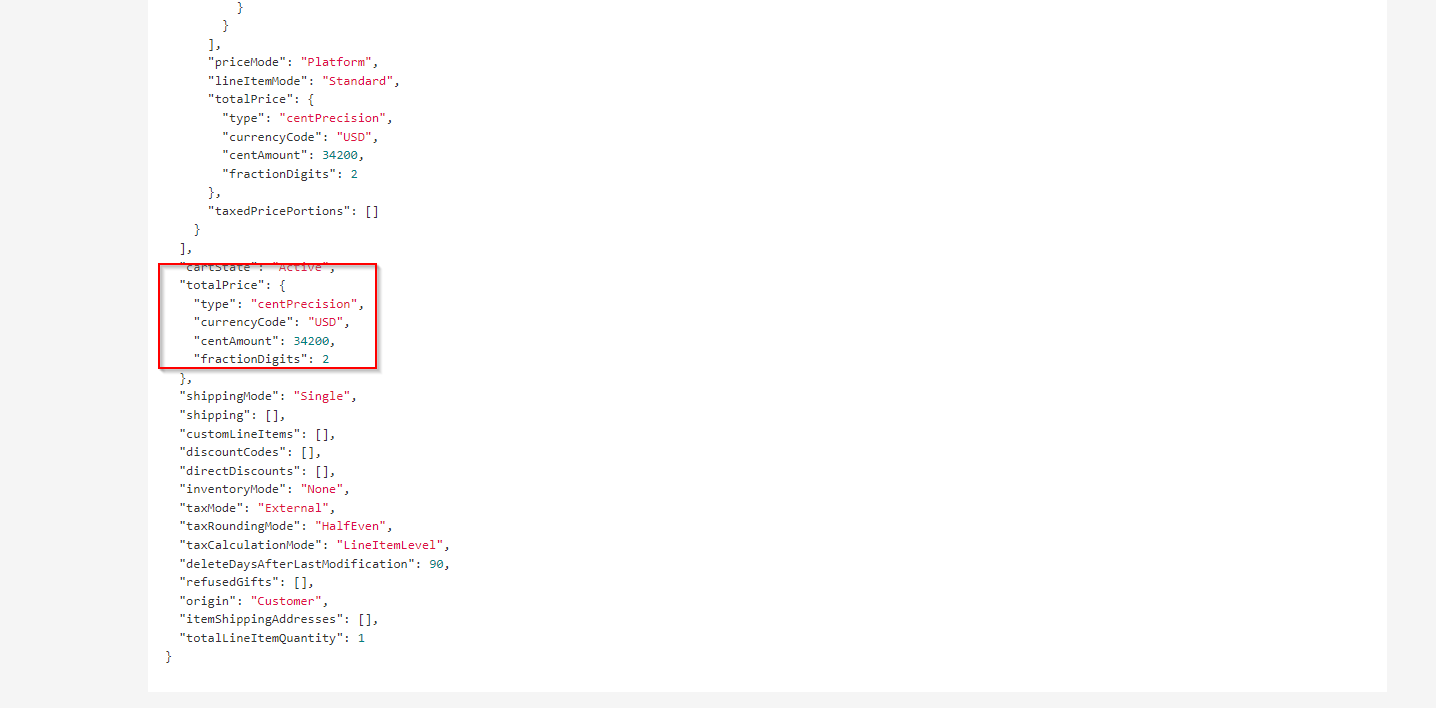 }
}
],
"priceMode": "Platform",
"lineItemMode": "Standard",
"totalPrice": {
"type": "centPrecision",
"currencyCode": "USD",
"centAmount": 34200,
"fractionDigits": 2
},
"taxedPricePortions": []
}
],
"cartState": "Active",
"totalPrice": {
"type": "centPrecision",
"currencyCode": "USD",
"centAmount": 34200,
"fractionDigits": 2
},
"shippingMode": "Single",
"shipping": [],
"customLineItems": [],
"discountCodes": [],
"directDiscounts": [],
"inventoryMode": "None",
"taxMode": "External",
"taxRoundingMode": "HalfEven",
"taxCalculationMode": "LineItemLevel",
"deleteDaysAfterLastModification": 90,
"refusedGifts": [],
"origin": "Customer",
"itemShippingAddresses": [],
"totalLineItemQuantity": 1
}